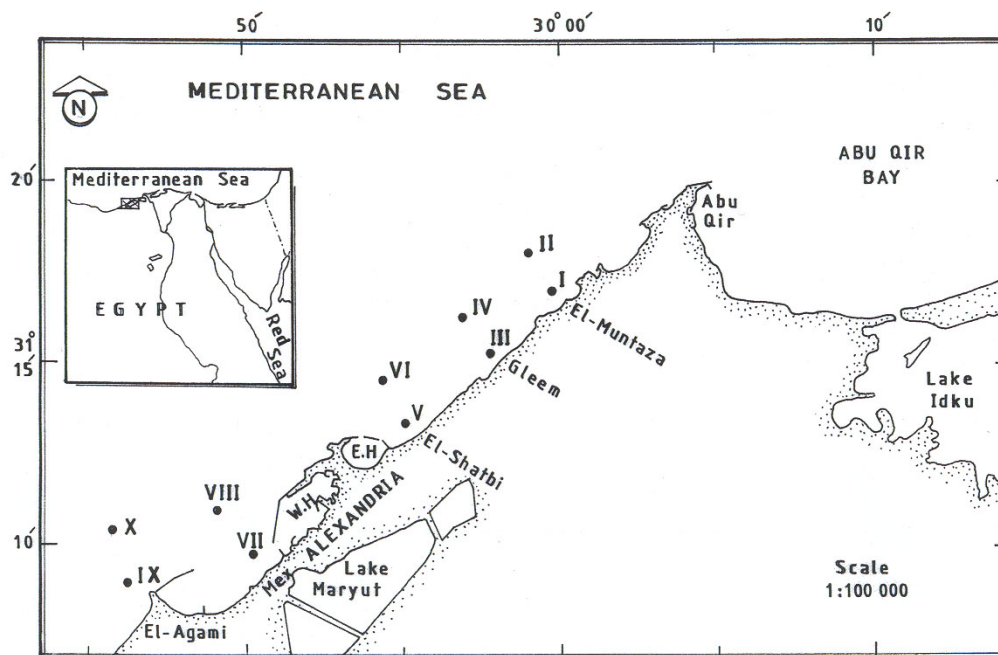 50′
30° 00′
10′
N
MEDITERRANEAN SEA
ABU QIR
BAY
20′
Mediterranean Sea
EGYPT
Red
Sea
Abu
Qir
II
I
IV
El-Muntaza
31°
15′
III
Gleem
VI
Lake
Idku
V
El-Shatbi
E.H
W.H
ALEXANDRIA
VIII
X
VII
10′
Mex
Lake
Maryut
IX
El-Agami
Scale
1:100 000